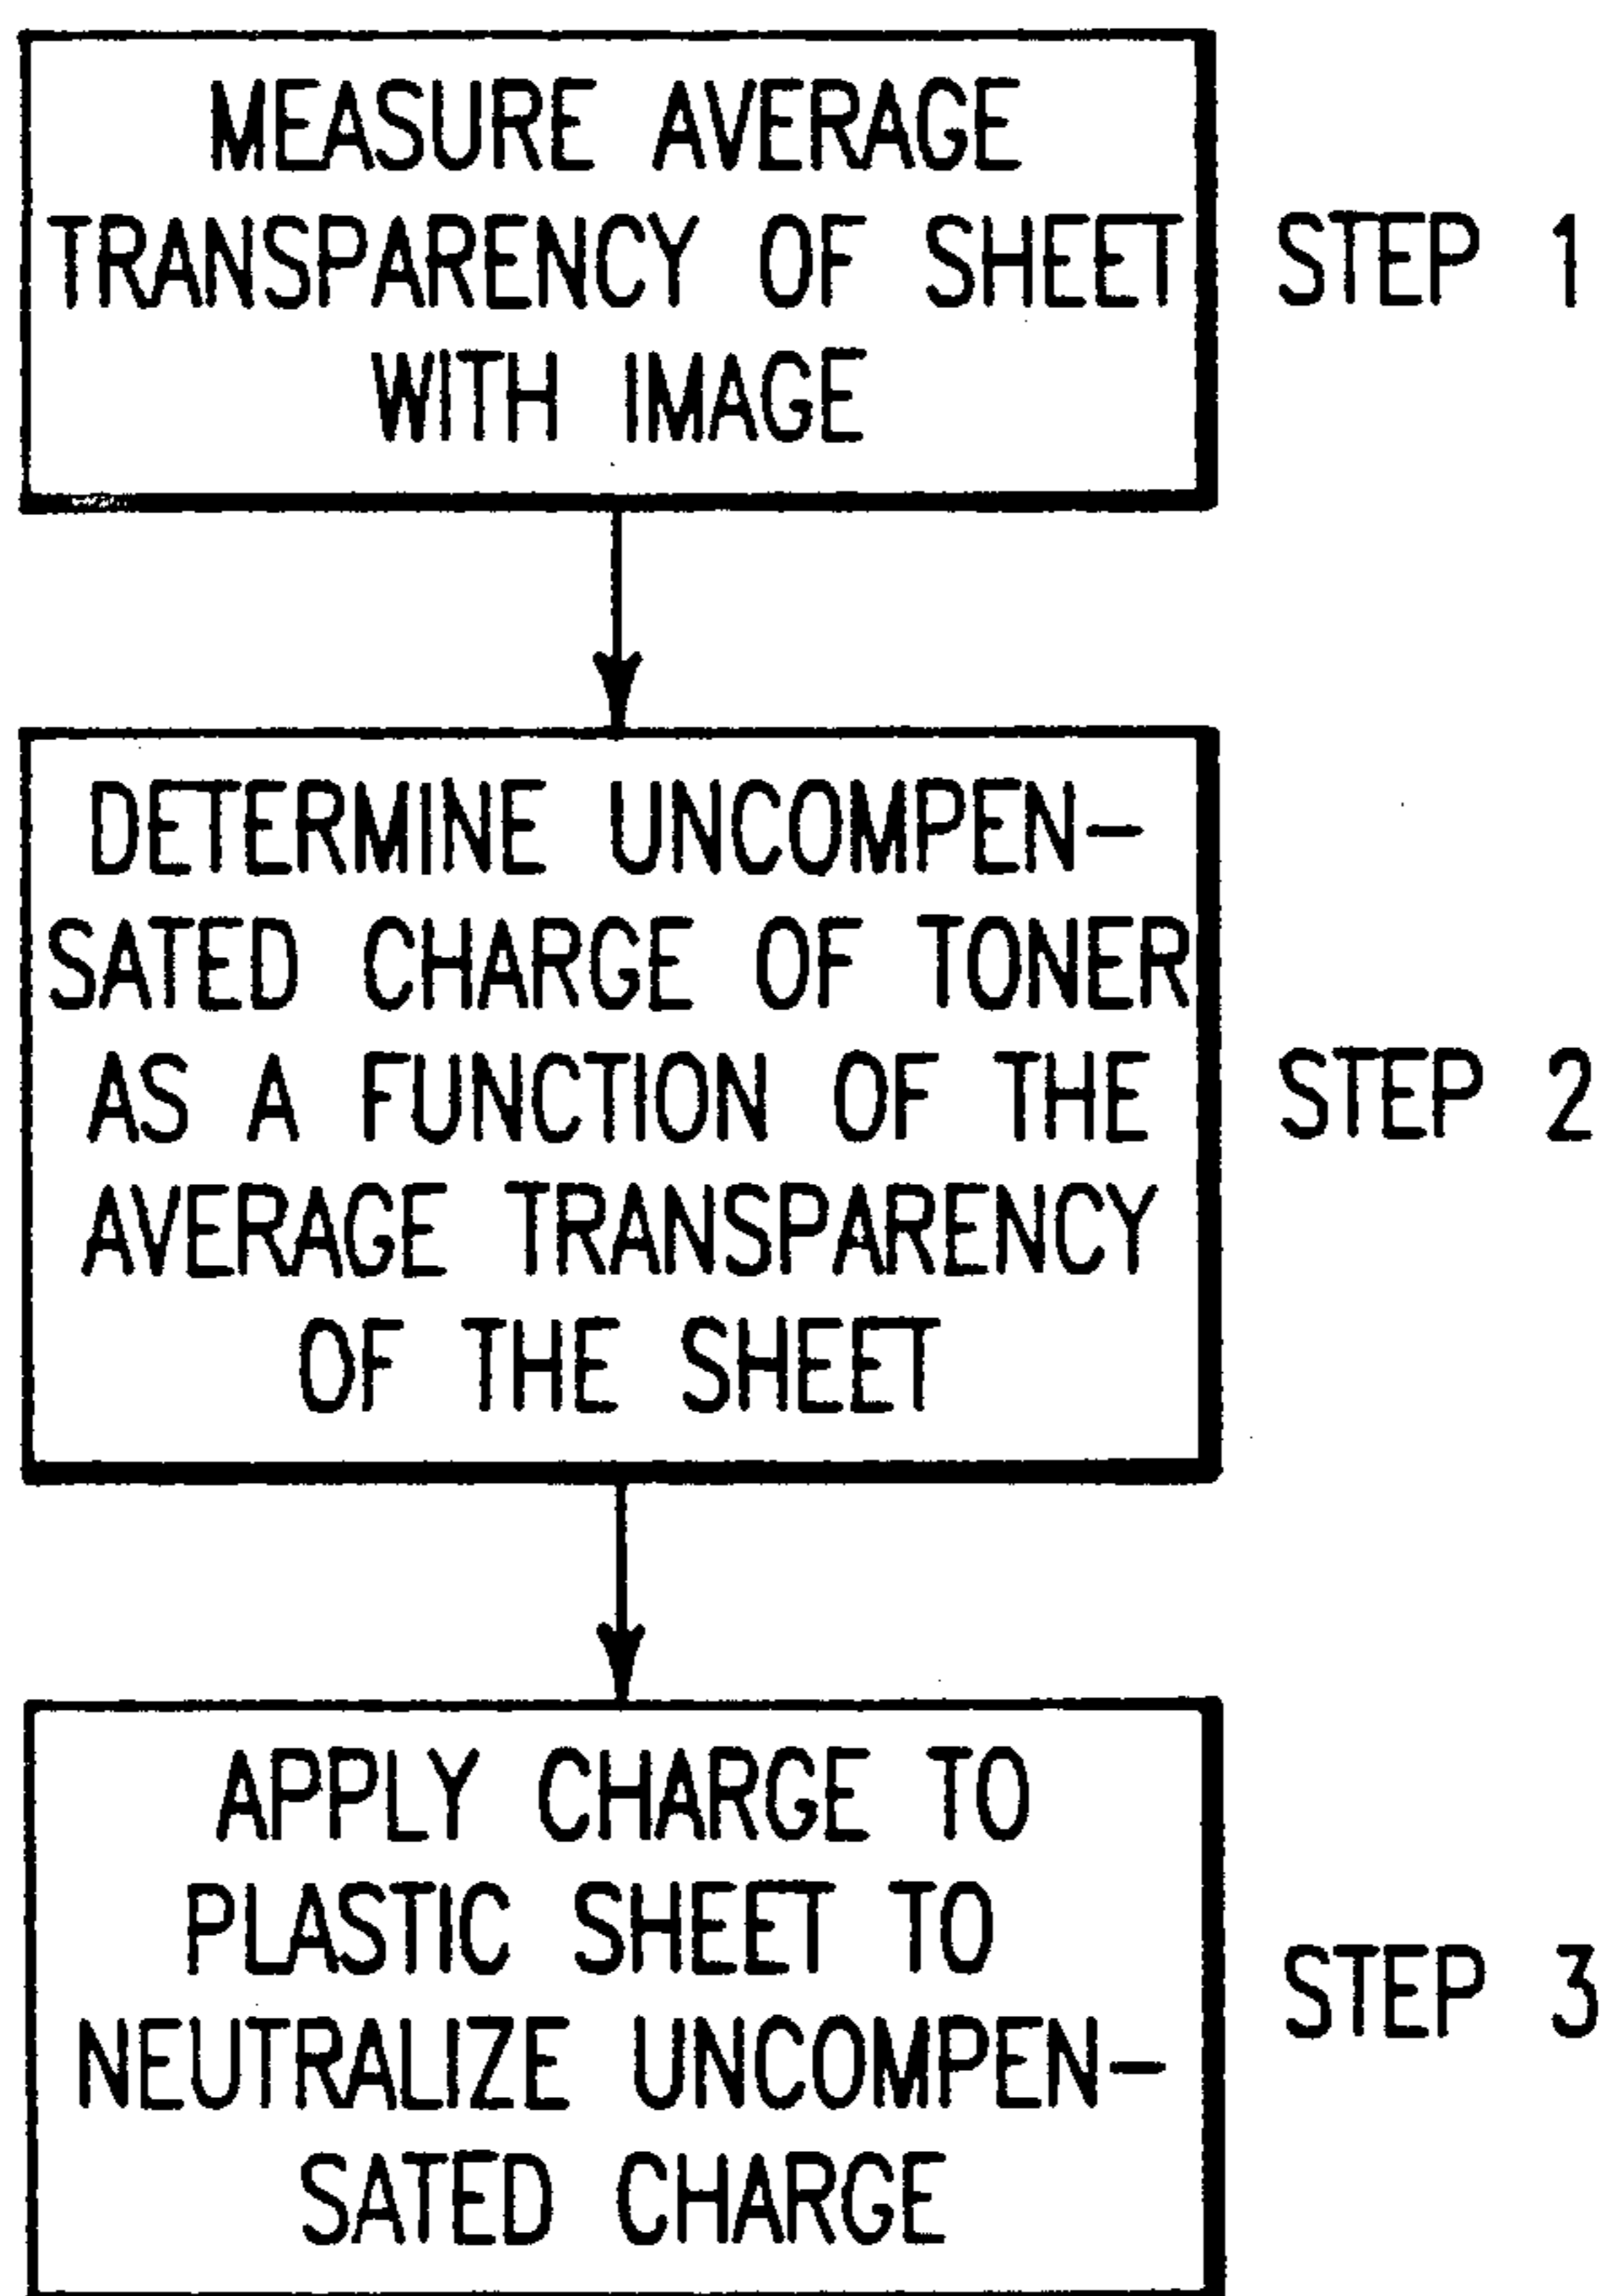 MEASURE AVERAGE
TRANSPARENCY OF SHEET
WITH IMAGE
STEP 1
DETERMINE UNCOMPEN-
SATED CHARGE OF TONER
AS A FUNCTION OF THE
AVERAGE TRANSPARENCY
OF THE SHEET
STEP 2
APPLY CHARGE TO
PLASTIC SHEET TO
NEUTRALIZE UNCOMPEN-
SATED CHARGE
STEP 3